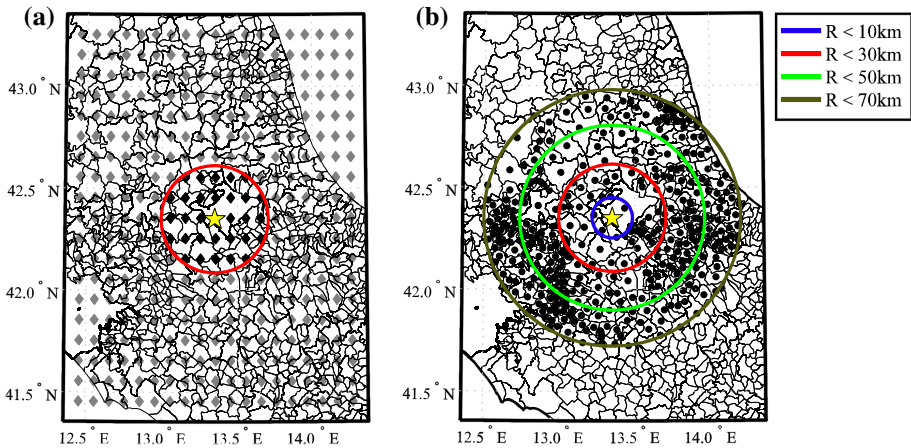 (a)
(b)
R < 10km
R < 30km
R < 50km
R < 70km
43.0 ° N
42.5 ° N
42.0 ° N
41.5 ° N
12.5 ° E
13.0 ° E
13.5 ° E
14.0 ° E
43.0 ° N
42.5 ° N
42.0 ° N
41.5 ° N
12.5 ° E
13.0 ° E
13.5 ° E
14.0 ° E